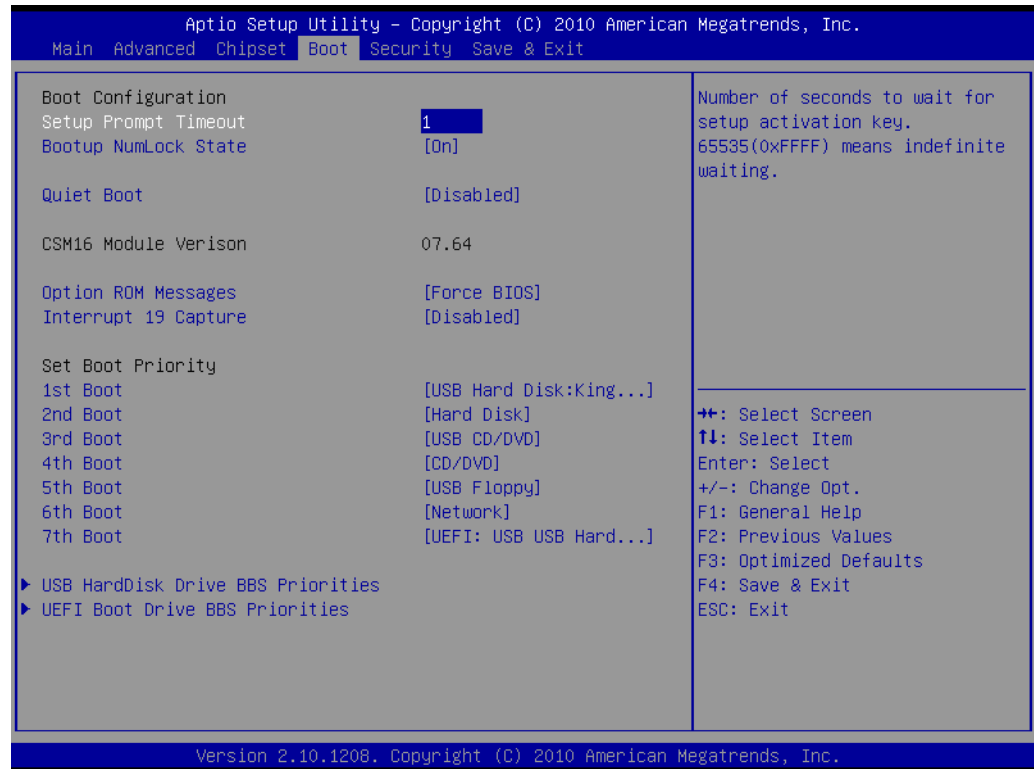 Aptio Setup Utility – Copyright (C) 2010 American Megatrends, Inc.
Main Advanced Chipset Boot Security Save & Exit
Boot Configuration
Setup Prompt Timeout 1
Bootup NumLock State [On]
Quiet Boot [Disabled]
CSM16 Module Verison 07.64
Option ROM Messages [Force BIOS]
Interrupt 19 Capture [Disabled]
Set Boot Priority
1st Boot [USB Hard Disk:King...]
2nd Boot [Hard Disk]
3rd Boot [USB CD/DVD]
4th Boot [CD/DVD]
5th Boot [USB Floppy]
6th Boot [Network]
7th Boot [UEFI: USB USB Hard...]
▶ USB HardDisk Drive BBS Priorities
▶ UEFI Boot Drive BBS Priorities
Number of seconds to wait for
setup activation key.
65535(0xFFFF) means indefinite
waiting.
→←: Select Screen
↑↓: Select Item
Enter: Select
+/-: Change Opt.
F1: General Help
F2: Previous Values
F3: Optimized Defaults
F4: Save & Exit
ESC: Exit
Version 2.10.1208. Copyright (C) 2010 American Megatrends, Inc.